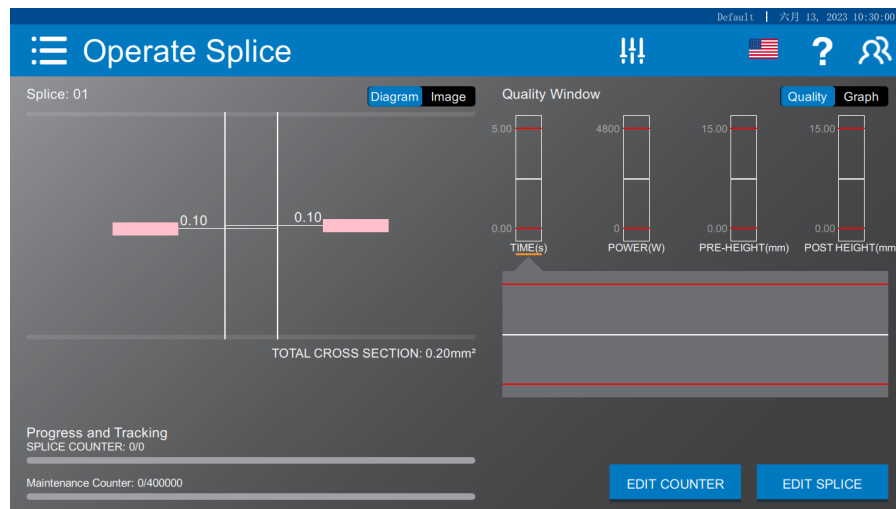 Default | 六月 13, 2023 10:30:00
Operate Splice
?
Splice: 01
Diagram Image
0.10 0.10
TOTAL CROSS SECTION: 0.20mm²
Progress and Tracking
SPLICE COUNTER: 0/0
Maintenance Counter: 0/400000
Quality Window
Quality Graph
5.00 4800 15.00 15.00
0.00 0 0.00 0.00
TIME(s) POWER(W) PRE-HEIGHT(mm) POST HEIGHT(mm
EDIT COUNTER EDIT SPLICE